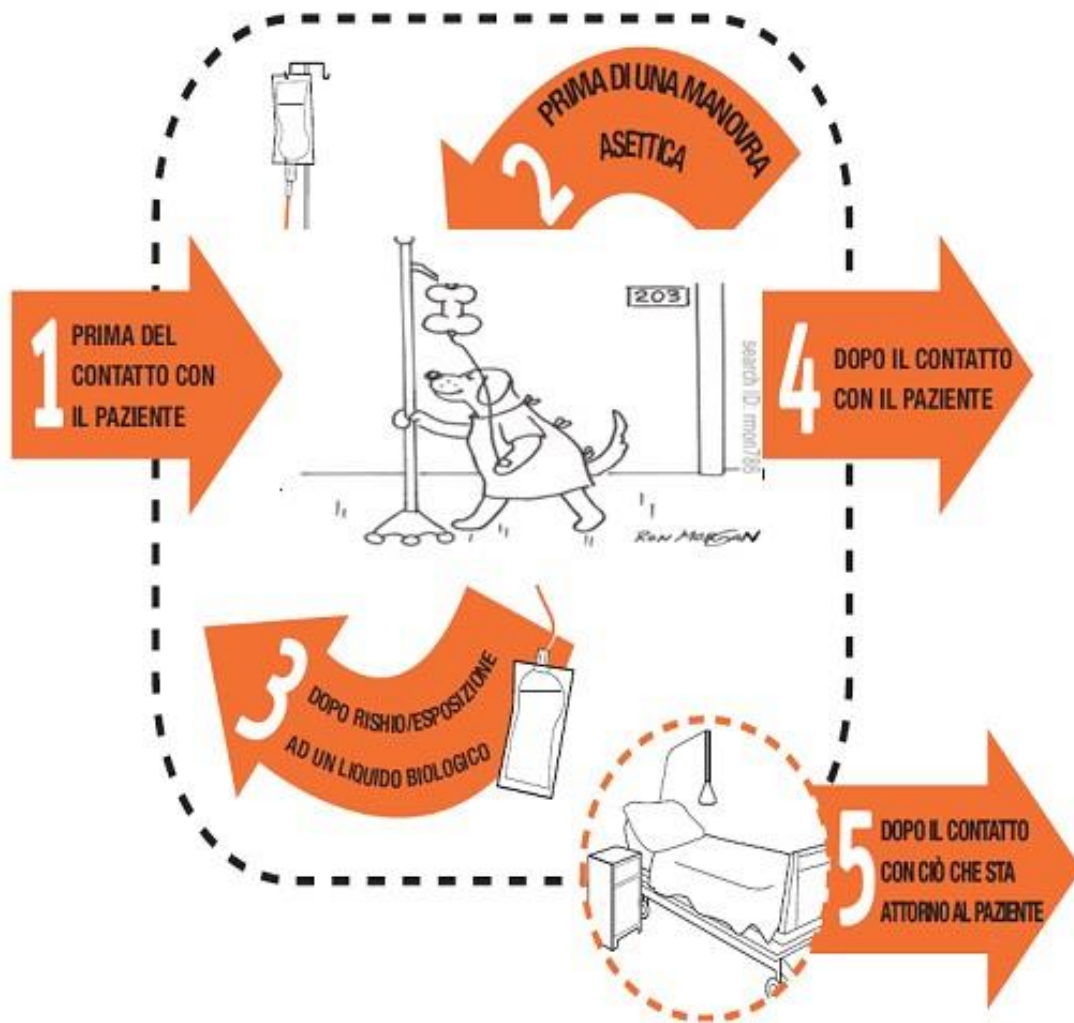 2
PRIMA DI UNA MANOVRA
ASETTICA
1
PRIMA DEL
CONTATTO CON
IL PAZIENTE
203
search ID: rmon786
RON MORGAN
4
DOPO IL CONTATTO
CON IL PAZIENTE
3
DOPO RISHIO/ESPOSIZIONE
AD UN LIQUIDO BIOLOGICO
5
DOPO IL CONTATTO
CON CIÒ CHE STA
ATTORNO AL PAZIENTE